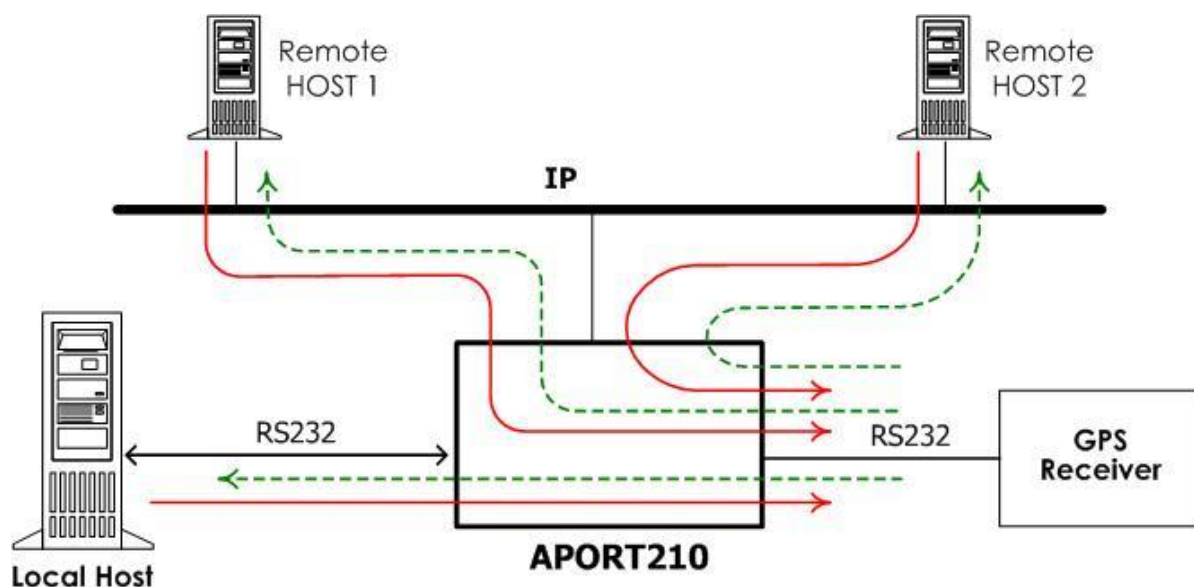 Remote
HOST 1
Remote
HOST 2
IP
RS232
RS232
GPS
Receiver
APORT210
Local Host